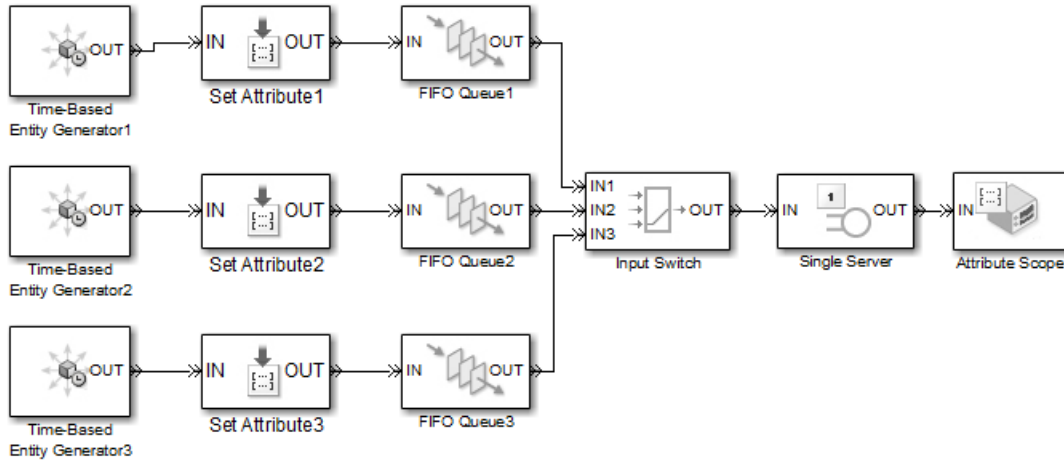 OUT
Time-Based
Entity Generator1
IN
[...]
OUT
Set Attribute1
IN
OUT
FIFO Queue1
OUT
Time-Based
Entity Generator2
IN
[...]
OUT
Set Attribute2
IN
OUT
FIFO Queue2
OUT
Time-Based
Entity Generator3
IN
[...]
OUT
Set Attribute3
IN
OUT
FIFO Queue3
IN1
IN2
IN3
OUT
Input Switch
IN
1
OUT
Single Server
IN
[...]
Attribute Scope